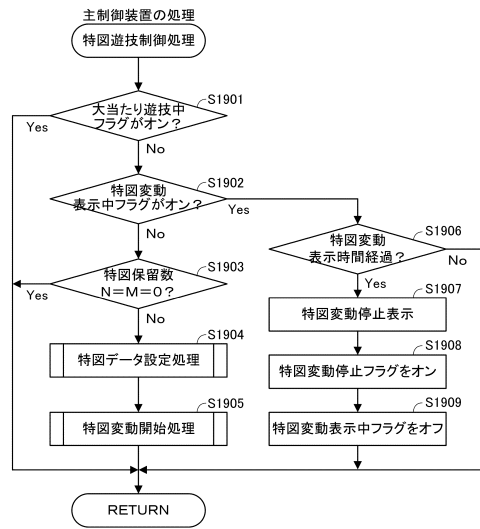 主制御装置の処理
特図遊技制御処理
S1901
大当たり遊技中
フラグがオン？
Yes
No
S1902
特図変動
表示中フラグがオン？
Yes
No
S1903
特図保留数
N＝M＝0？
Yes
No
S1904
特図データ設定処理
S1905
特図変動開始処理
S1906
特図変動
表示時間経過？
No
Yes
S1907
特図変動停止表示
S1908
特図変動停止フラグをオン
S1909
特図変動表示中フラグをオフ
RETURN